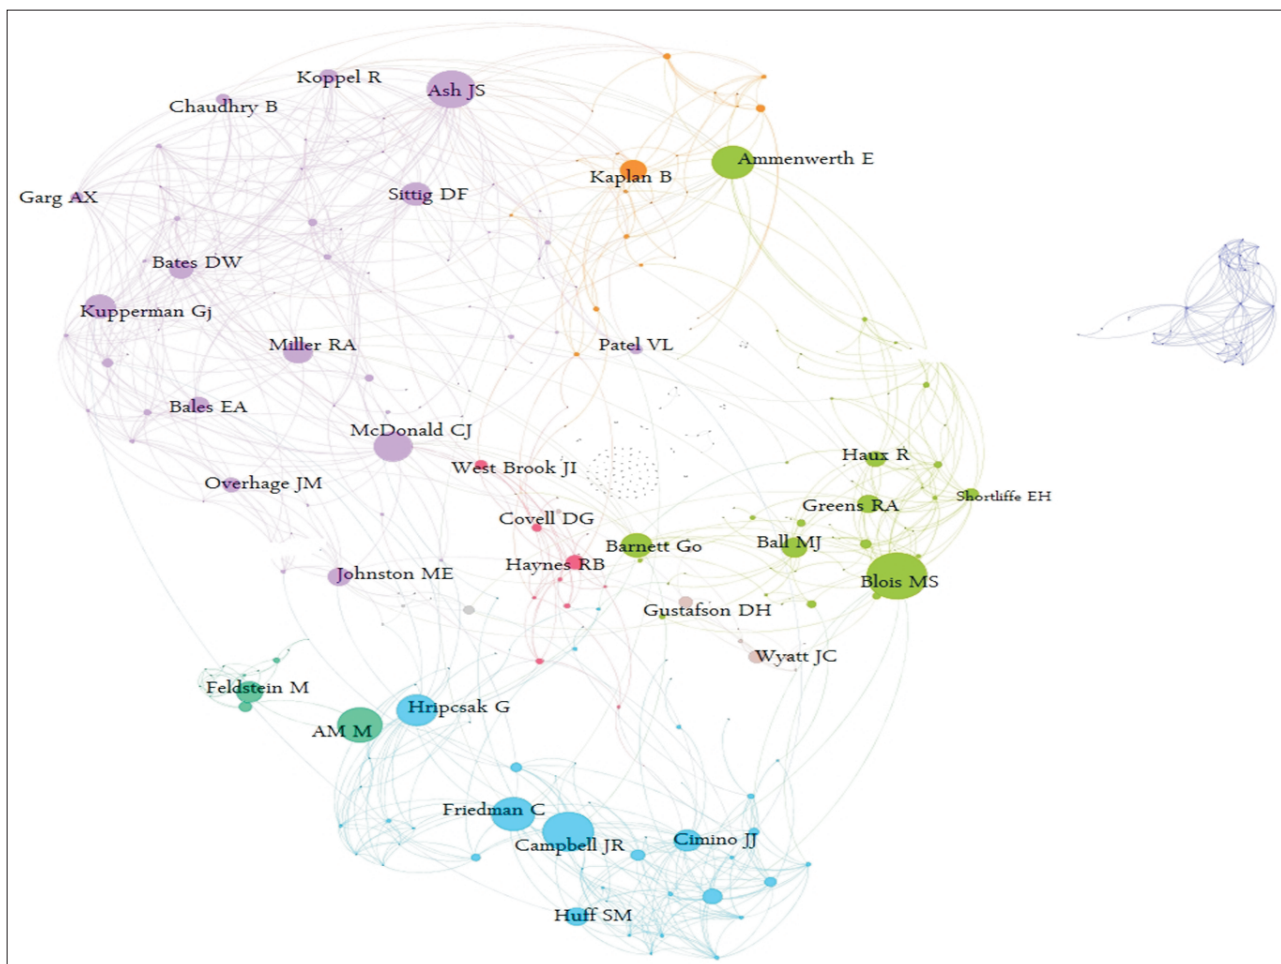 Koppel R
Ash JS
Chaudhry B
Ammenwerth E
Kaplan B
Garg AX
Sittig DF
Bates DW
Kupperman Gj
Miller RA
Patel VL
Bales EA
McDonald CJ
Haux R
West Brook JI
Overhage JM
Shortliffe EH
Greens RA
Covell DG
Barnett Go
Ball MJ
Haynes RB
Johnston ME
Blois MS
Gustafson DH
Wyatt JC
Feldstein M
Hripcsak G
AM M
Friedman C
Campbell JR
Cimino JJ
Huff SM